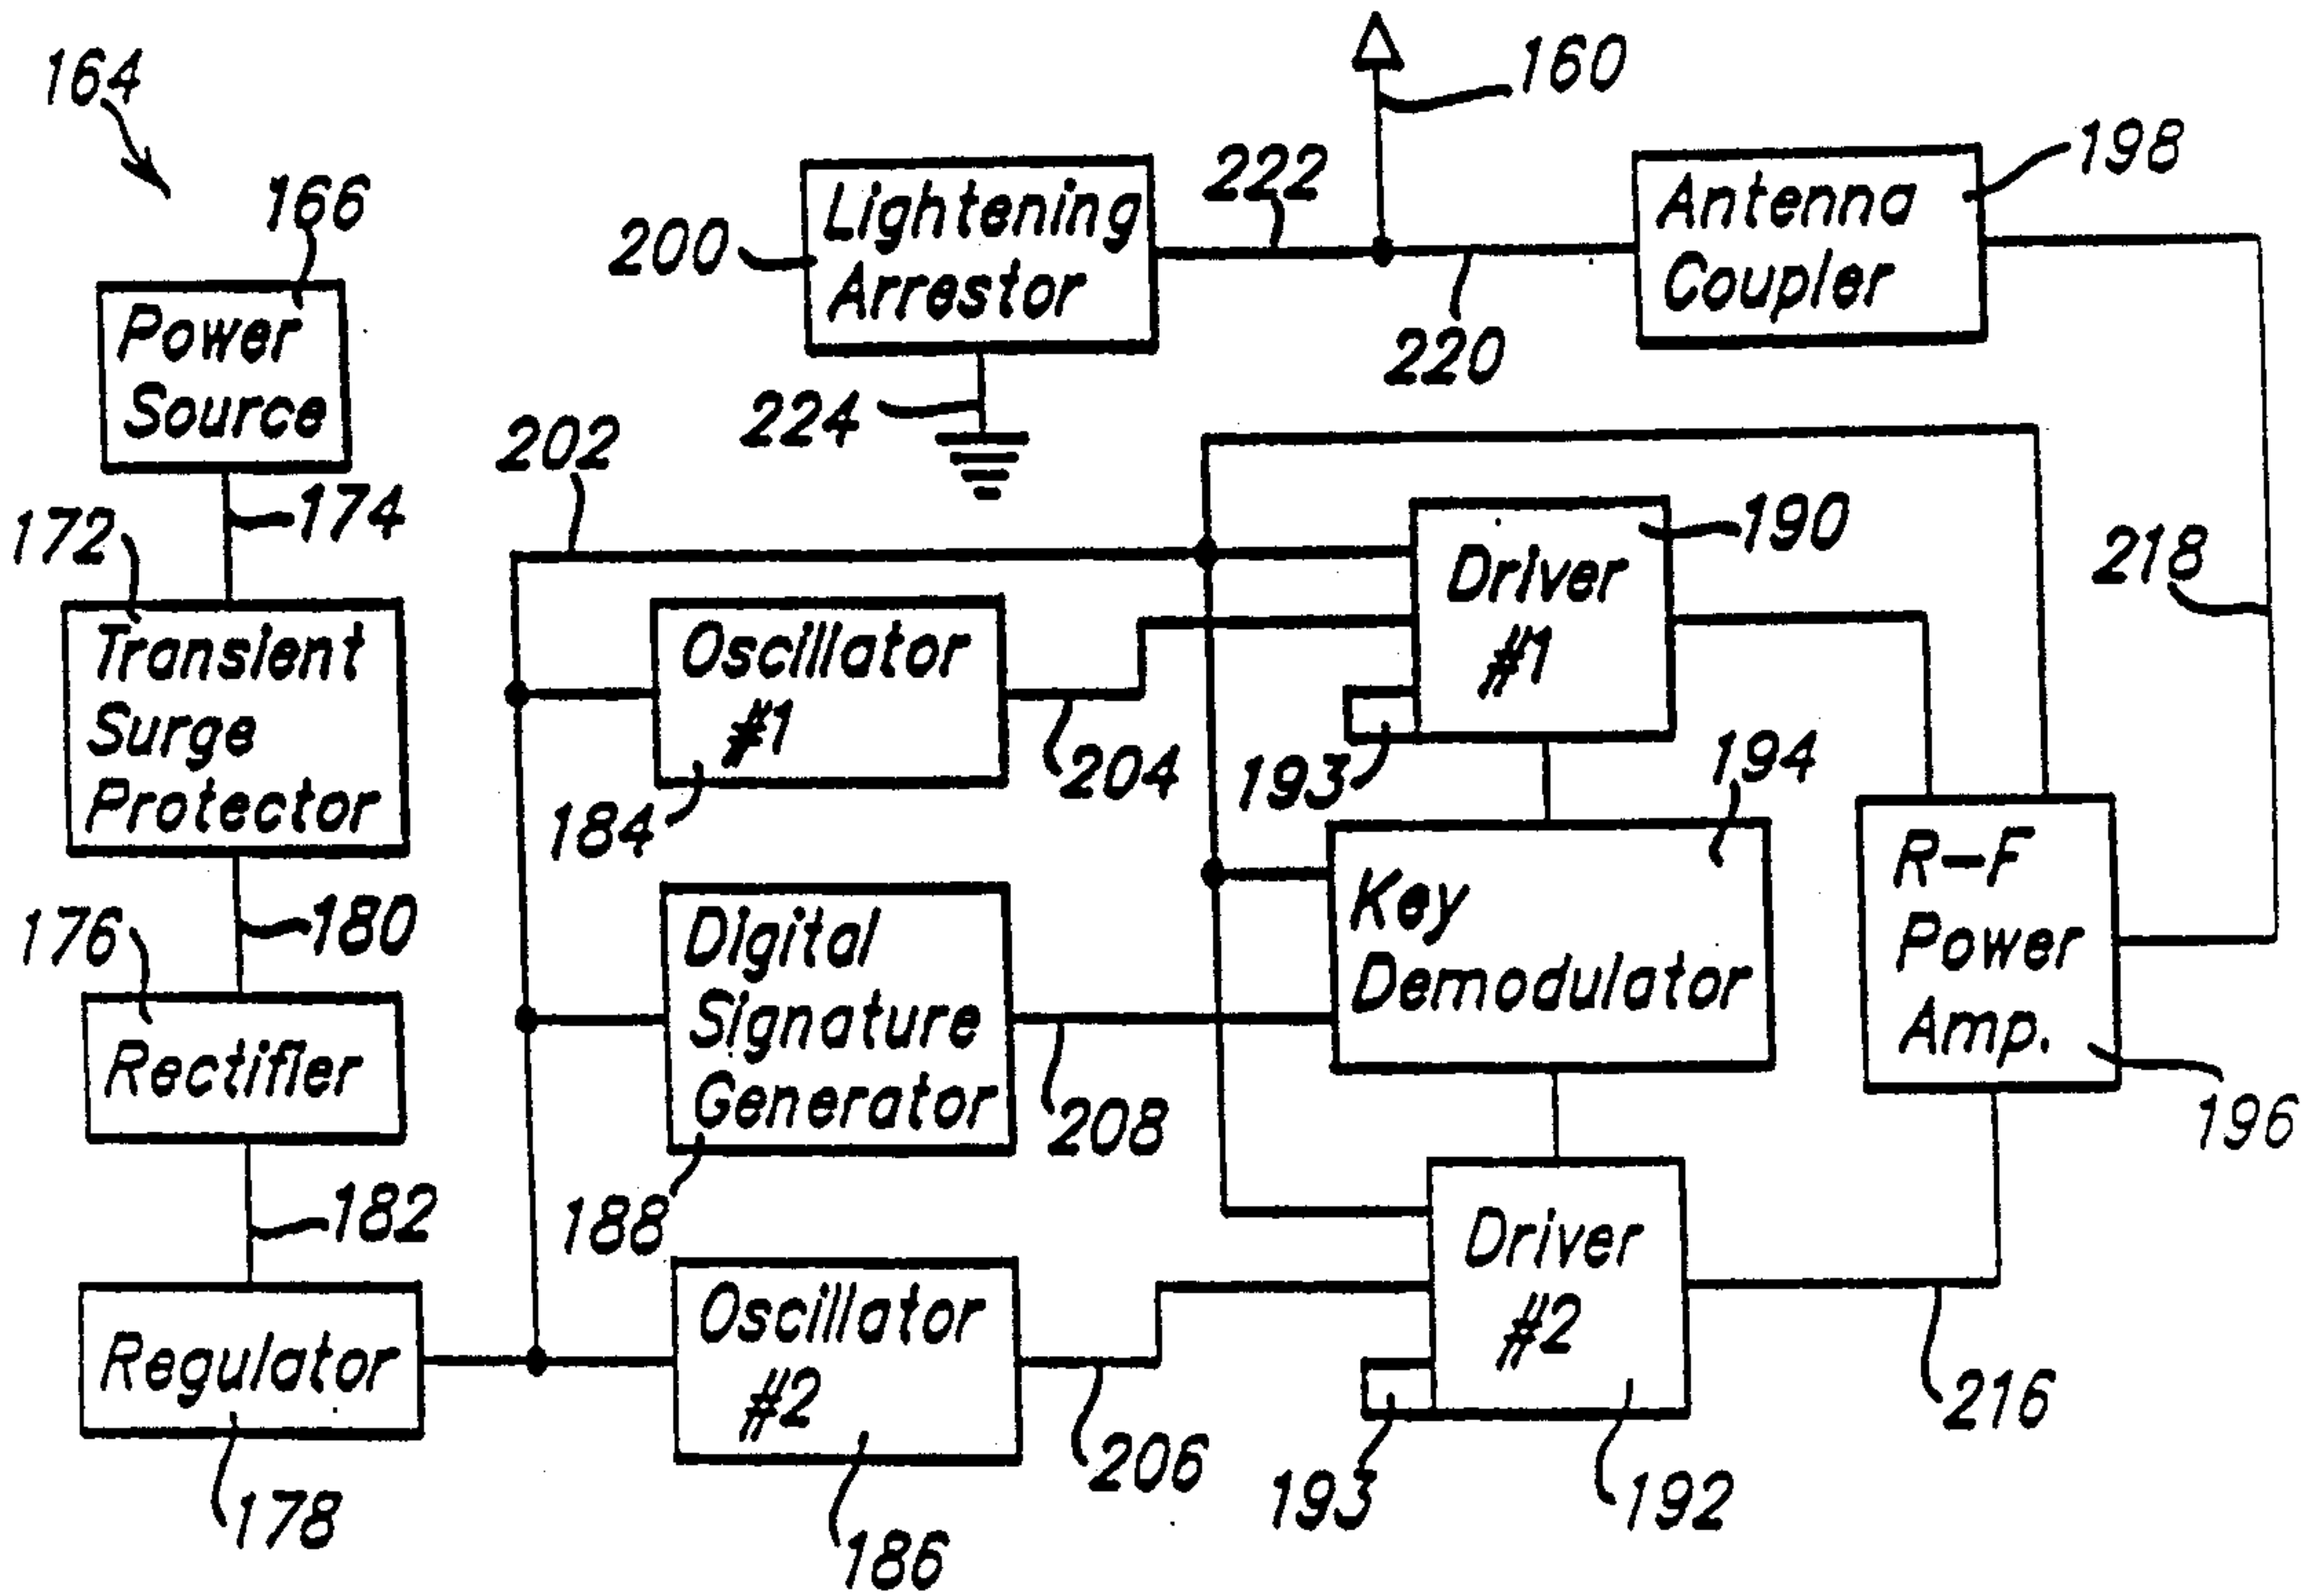 164
160
198
222
166
Lightening
Arrestor
Antenna
Coupler
200
220
Power
Source
224
202
174
172
190
218
Driver
#1
Transient
Surge
Protector
Oscillator
#1
204
193
194
184
R-F
Power
Amp.
176
180
Digital
Signature
Generator
Key
Demodulator
Rectifier
208
196
182
188
Driver
#2
Regulator
Oscillator
#2
216
206
193
192
178
186